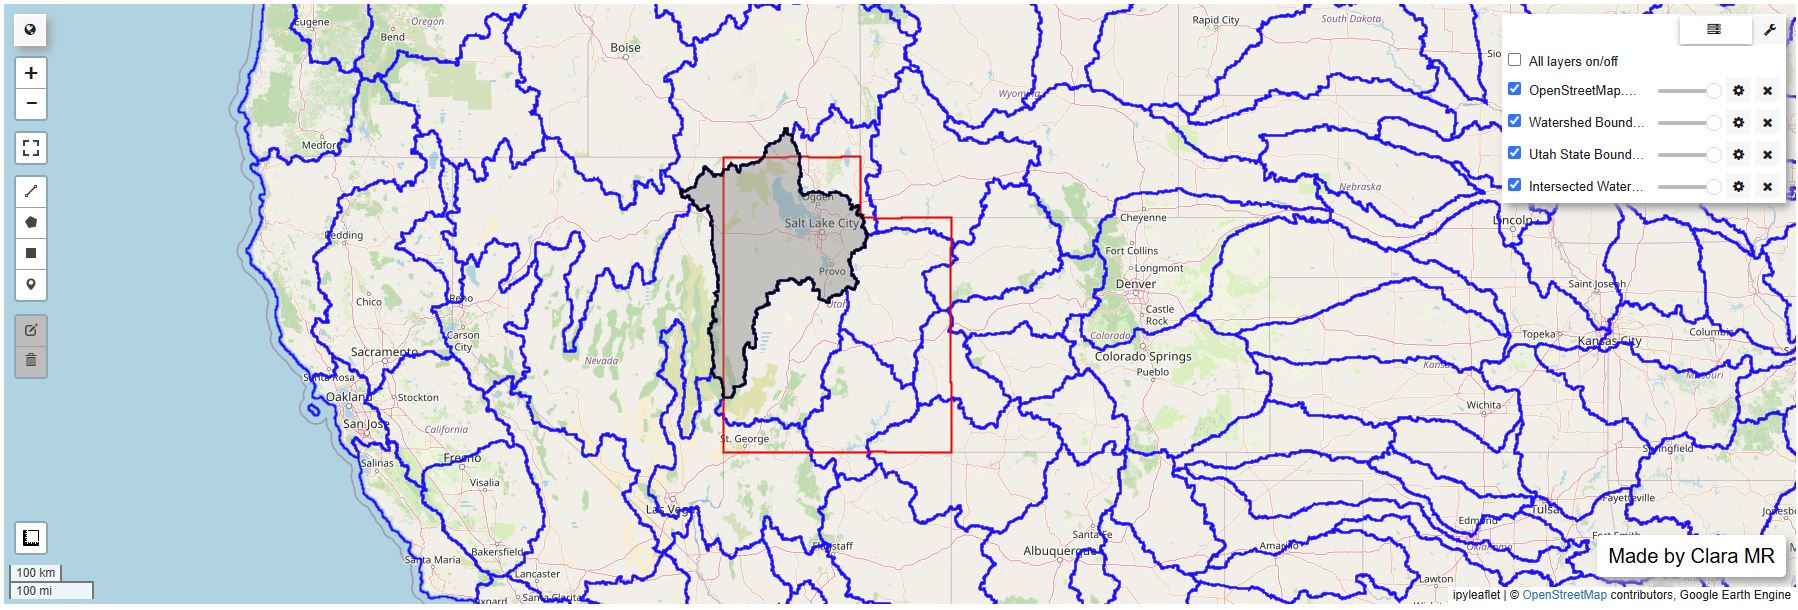 Eugene
Oregon
Bend
Boise
Rapid City
South Dakota
Wyoming
Medford
Redding
Ogden
Salt Lake City
Provo
Utah
Nebraska
Cheyenne
Lincoln
Fort Collins
Longmont
Denver
Castle
Rock
Saint Joseph
Chico
Reno
Carson
City
Nevada
Sacramento
Santa Rosa
Oakland
Stockton
San Jose
California
Salinas
Fresno
Visalia
Colorado
Colorado Springs
Pueblo
Topeka
Kansas City
Columbia
Kansas
Missouri
Wichita
Springfield
St. George
Las Vegas
Fayetteville
Tulsa
Edmond
Oklahoma
Fort Smith
Flagstaff
Santa Fe
Albuquerque
Amarillo
Lawton
Santa Maria
Bakersfield
Lancaster
Santa Clarita
Oxnard
All layers on/off
OpenStreetMap....
Watershed Bound...
Utah State Bound...
Intersected Water...
+
−
100 km
100 mi
Made by Clara MR
ipyleaflet | © OpenStreetMap contributors, Google Earth Engine